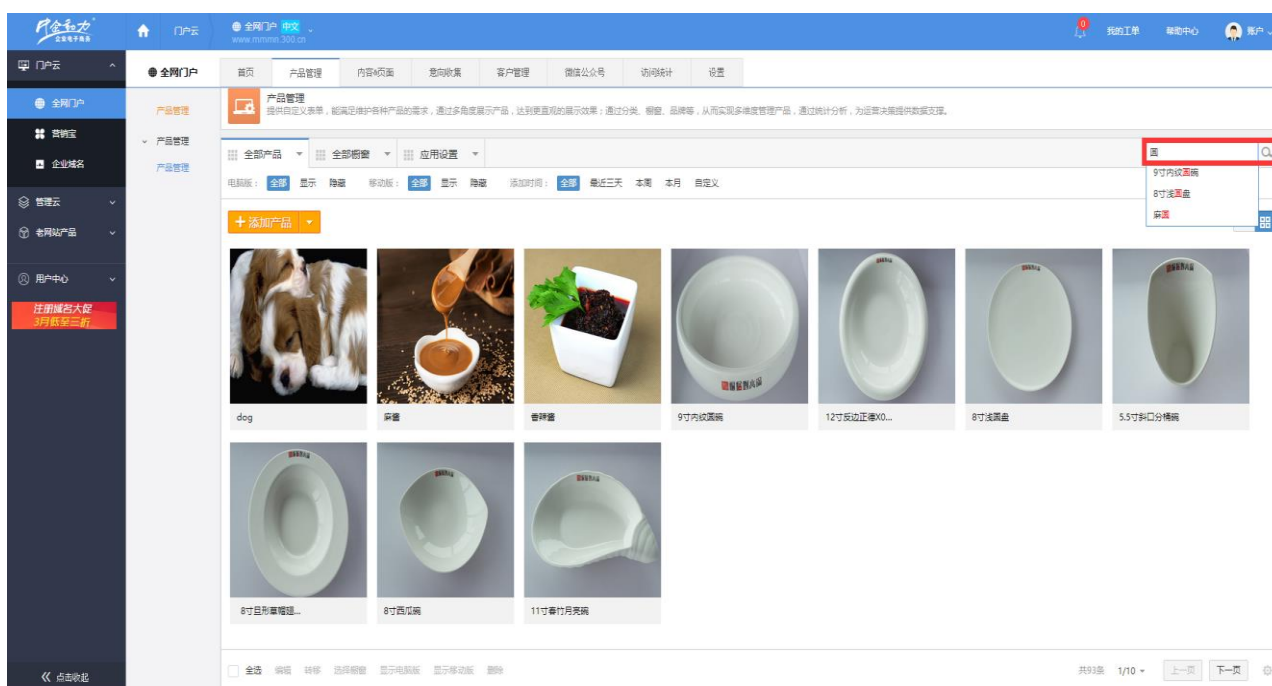 企业电子商务
门户云
全网门户 中文
www.mmmn.300.cn
0
我的工单
帮助中心
账户
门户云
全网门户
首页
产品管理
内容&页面
意向收集
客户管理
微信公众号
访问统计
设置
全网门户
营销宝
企业域名
管理云
老网站产品
用户中心
注册域名大促
3月低至三折
点击收起
产品管理
产品管理
产品管理
产品管理
提供自定义表单，能满足维护各种产品的需求，通过多角度展示产品，达到更直观的展示效果；通过分类、橱窗、品牌等，从而实现多维度管理产品，通过统计分析，为运营决策提供数据支撑。
全部产品
全部橱窗
应用设置
圆
9寸内纹圆碗
8寸浅圆盘
麻圆
电脑版： 全部 显示 隐藏 移动版： 全部 显示 隐藏 添加时间： 全部 最近三天 本周 本月 自定义
添加产品
dog
麻酱
香辣酱
9寸内纹圆碗
12寸反边正德X0...
8寸浅圆盘
5.5寸斜口分桶碗
8寸西瓜碗
11寸春竹月亮碗
全选 编辑 转移 选择橱窗 显示电脑版 显示移动版 删除
共93条 1/10 上一页 下一页